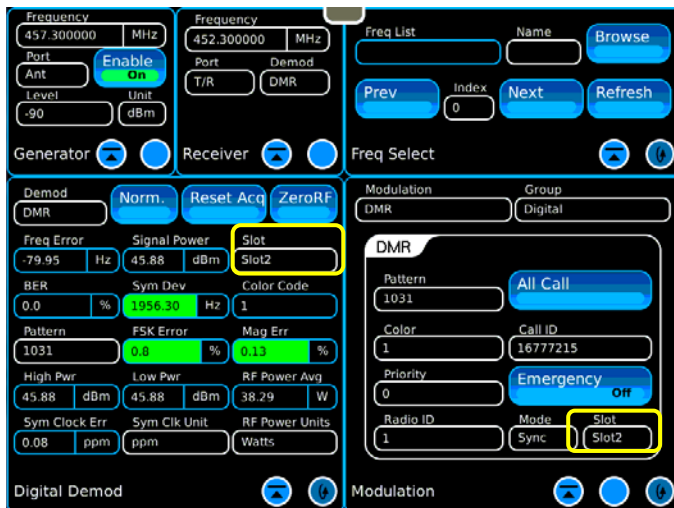 Frequency
457.300000 MHz
Port
Ant
Enable
On
Level Unit
-90 dBm
Generator
Frequency
452.300000 MHz
Port Demod
T/R DMR
Receiver
Freq List Name
Browse
Prev
Index
0
Next
Refresh
Freq Select
Demod
DMR
Norm. Reset Acq ZeroRF
Freq Error Signal Power Slot
-79.95 Hz 45.88 dBm Slot2
BER Sym Dev Color Code
0.0 % 1956.30 Hz 1
Pattern FSK Error Mag Err
1031 0.8 % 0.13 %
High Pwr Low Pwr RF Power Avg
45.88 dBm 45.88 dBm 38.29 W
Sym Clock Err Sym Clk Unit RF Power Units
0.08 ppm ppm Watts
Digital Demod
Modulation Group
DMR Digital
DMR
Pattern
1031
All Call
Color Call ID
1 16777215
Priority
0
Emergency
Off
Radio ID Mode Slot
1 Sync Slot2
Modulation